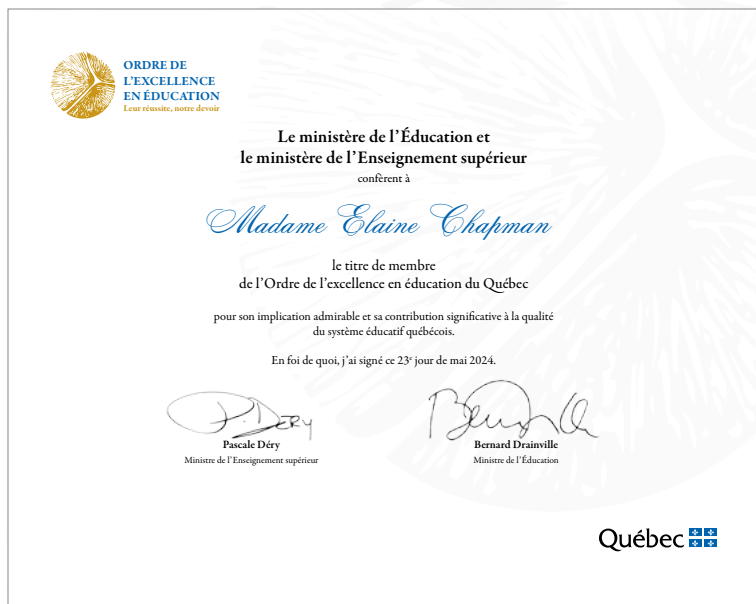 ORDRE DE
L'EXCELLENCE
EN ÉDUCATION
Leur réussite, notre devoir
Le ministère de l'Éducation et
le ministère de l'Enseignement supérieur
confèrent à
Madame Elaine Chapman
le titre de membre
de l'Ordre de l'excellence en éducation du Québec
pour son implication admirable et sa contribution significative à la qualité
du système éducatif québécois.
En foi de quoi, j'ai signé ce 23ᵉ jour de mai 2024.
P. DERY
Pascale Déry
Ministre de l'Enseignement supérieur
Bernard Drainville
Ministre de l'Éducation
Québec